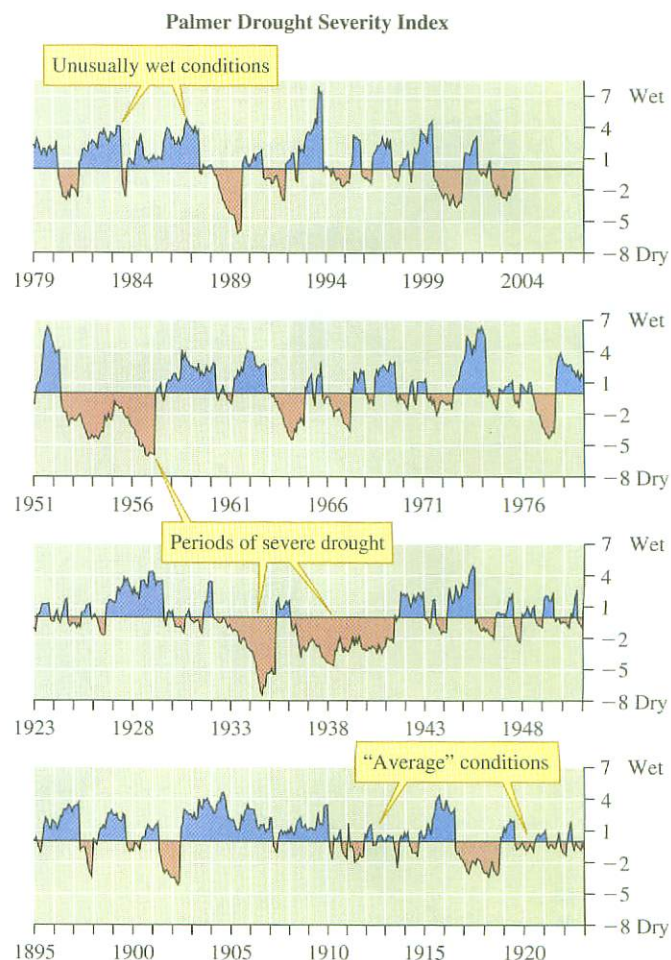 Palmer Drought Severity Index
Unusually wet conditions
7 Wet
4
1
−2
−5
−8 Dry
1979 1984 1989 1994 1999 2004
7 Wet
4
1
−2
−5
−8 Dry
1951 1956 1961 1966 1971 1976
Periods of severe drought
7 Wet
4
1
−2
−5
−8 Dry
1923 1928 1933 1938 1943 1948
“Average” conditions
7 Wet
4
1
−2
−5
−8 Dry
1895 1900 1905 1910 1915 1920